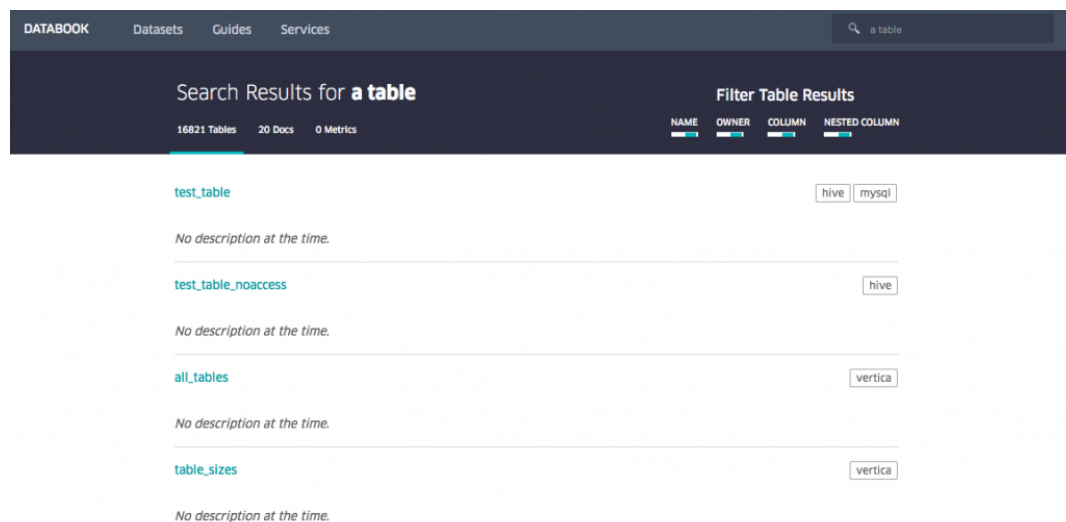 DATABOOK Datasets Guides Services a table
Search Results for a table
Filter Table Results
16821 Tables 20 Docs 0 Metrics
NAME OWNER COLUMN NESTED COLUMN
test_table hive mysql
No description at the time.
test_table_noaccess hive
No description at the time.
all_tables vertica
No description at the time.
table_sizes vertica
No description at the time.